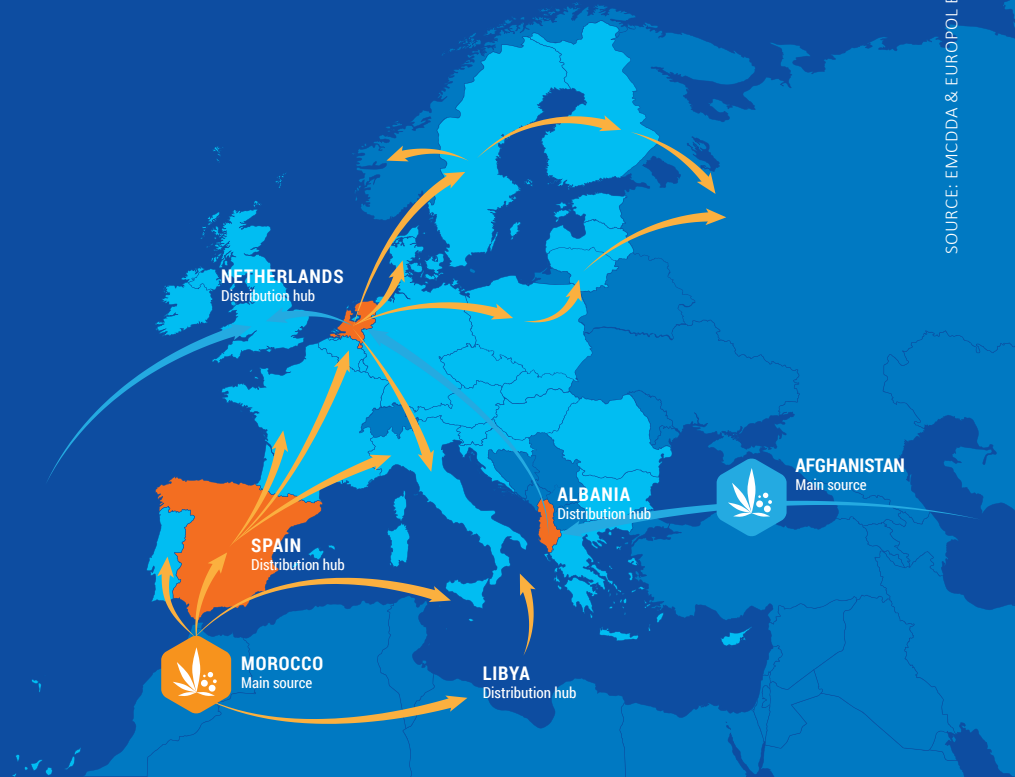 SOURCE: EMCDDA & EUROPOL
NETHERLANDS
Distribution hub
AFGHANISTAN
Main source
ALBANIA
Distribution hub
SPAIN
Distribution hub
MOROCCO
Main source
LIBYA
Distribution hub